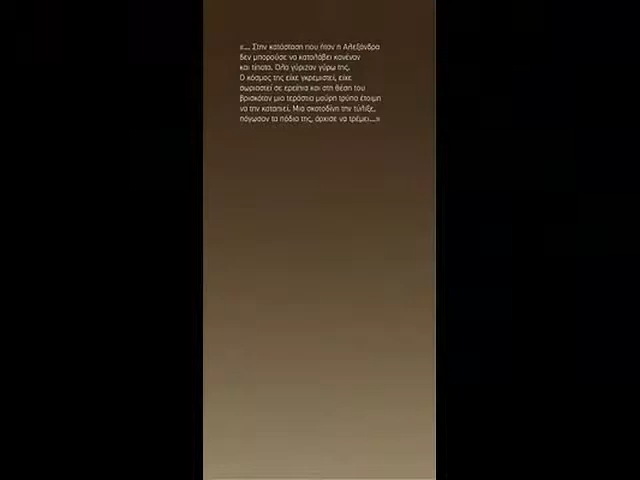 «... Στην κατάσταση που ήταν η Αλεξάνδρα
δεν μπορούσε να καταλάβει κανέναν
και τίποτα. Όλα γύριζαν γύρω της.
Ο κόσμος της είχε γκρεμιστεί, είχε
σωριαστεί σε ερείπια και στη θέση του
βρισκόταν μια τεράστια μαύρη τρύπα έτοιμη
να την καταπιεί. Μια σκοτοδίνη την τύλιξε,
πάγωσαν τα πόδια της, άρχισε να τρέμει...»